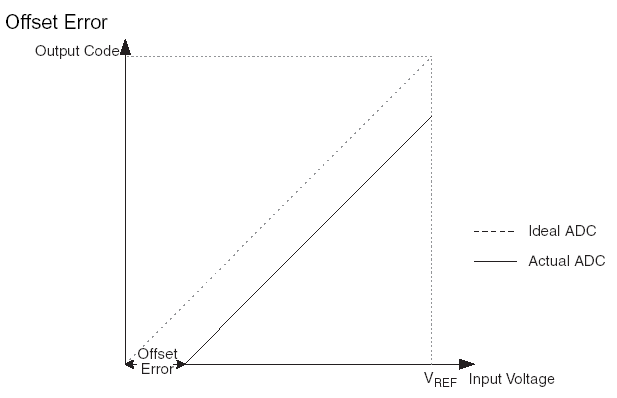 Offset Error
Output Code
Ideal ADC
Actual ADC
Offset
Error
VREF Input Voltage